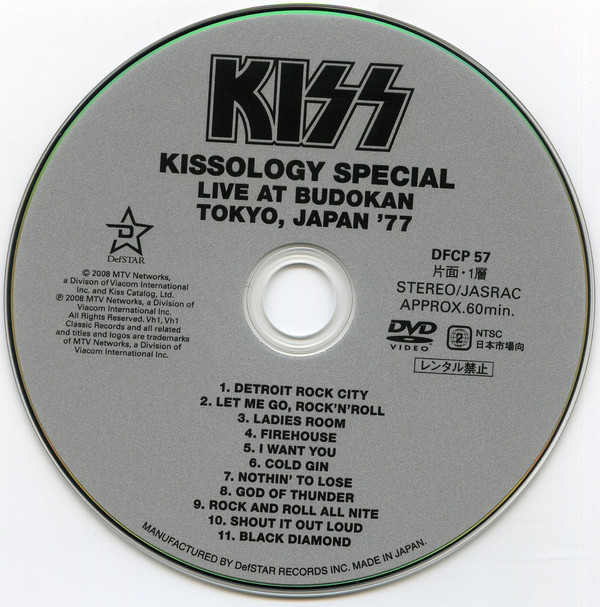 KISS
KISSOLOGY SPECIAL
LIVE AT BUDOKAN
TOKYO, JAPAN '77
D
DefSTAR
© 2008 MTV Networks,
a Divison of Viacom International
Inc. and Kiss Catalog, Ltd.
℗ 2008 MTV Networks, a Division of
Viacom International Inc.
All Rights Reserved. Vh1, Vh1
Classic Records and all related
and titles and logos are trademarks
of MTV Networks, a Division of
Viacom International Inc.
DFCP 57
片面・1層
STEREO/JASRAC
APPROX.60min.
DVD
VIDEO
2
NTSC
日本市場向
レンタル禁止
1. DETROIT ROCK CITY
2. LET ME GO, ROCK'N'ROLL
3. LADIES ROOM
4. FIREHOUSE
5. I WANT YOU
6. COLD GIN
7. NOTHIN' TO LOSE
8. GOD OF THUNDER
9. ROCK AND ROLL ALL NITE
10. SHOUT IT OUT LOUD
11. BLACK DIAMOND
MANUFACTURED BY DefSTAR RECORDS INC. MADE IN JAPAN.